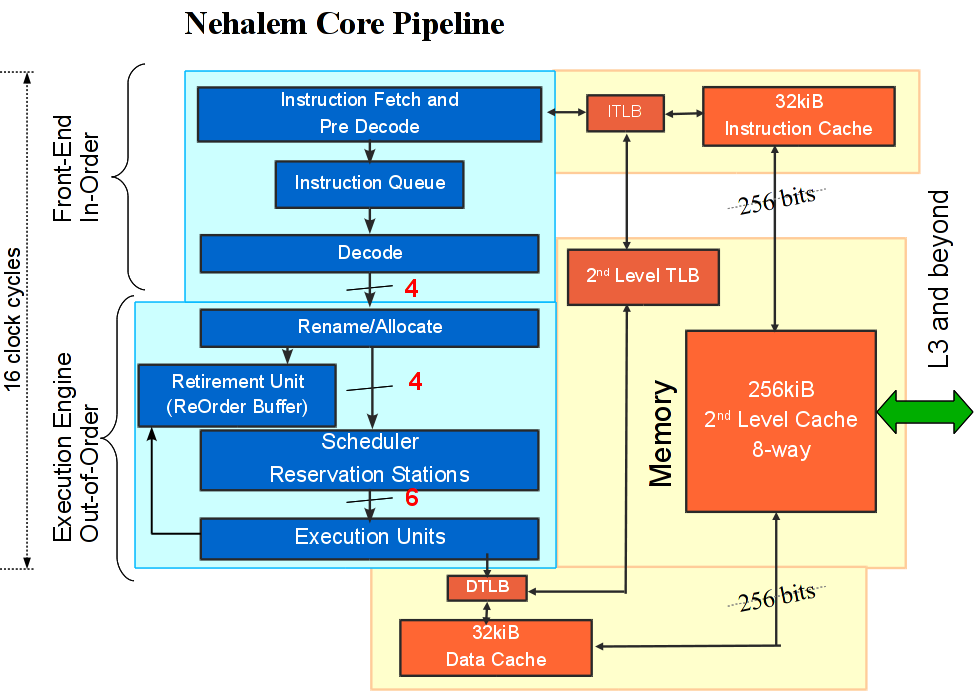 Nehalem Core Pipeline
16 clock cycles
Front-End
In-Order
Execution Engine
Out-of-Order
Instruction Fetch and
Pre Decode
Instruction Queue
Decode
4
Rename/Allocate
Retirement Unit
(ReOrder Buffer)
4
Scheduler
Reservation Stations
6
Execution Units
ITLB
32kiB
Instruction Cache
256 bits
2nd Level TLB
Memory
256kiB
2nd Level Cache
8-way
L3 and beyond
DTLB
32kiB
Data Cache
256 bits